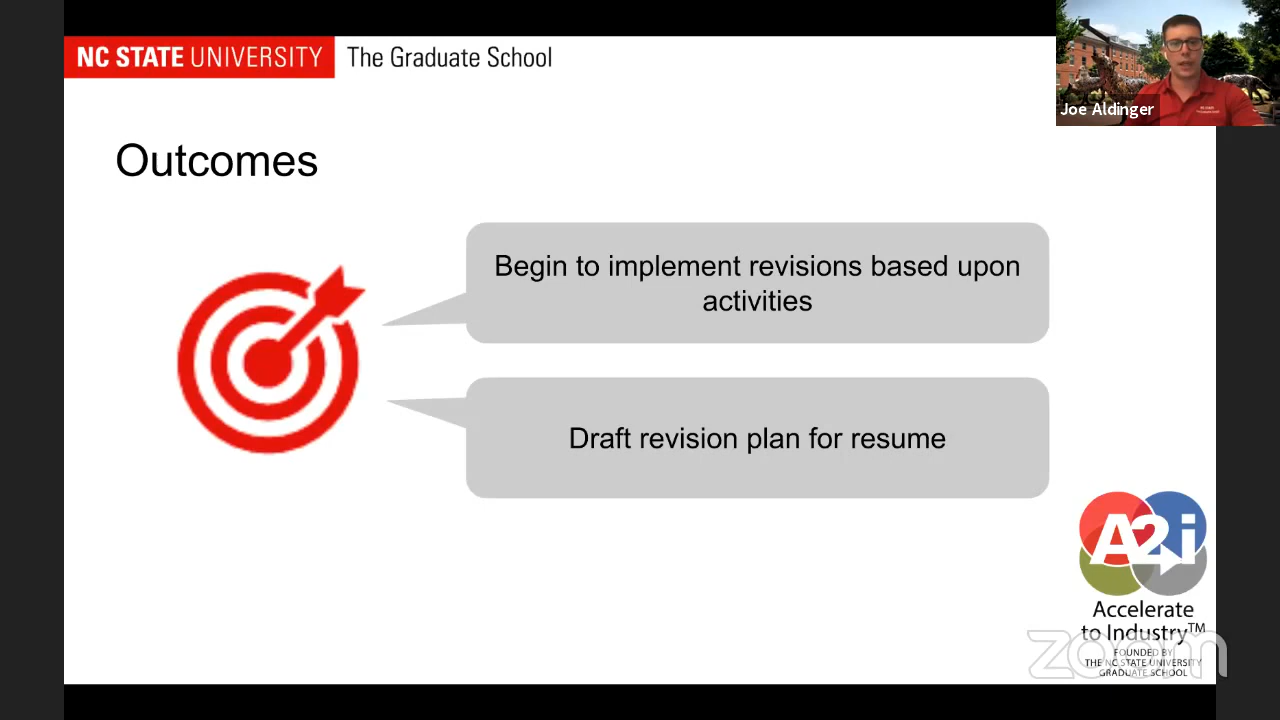 NC STATE UNIVERSITY The Graduate School
Joe Aldinger
Outcomes
Begin to implement revisions based upon
activities
Draft revision plan for resume
A2i
Accelerate
to Industry™
FOUNDED BY
THE NC STATE UNIVERSITY
GRADUATE SCHOOL
zoom